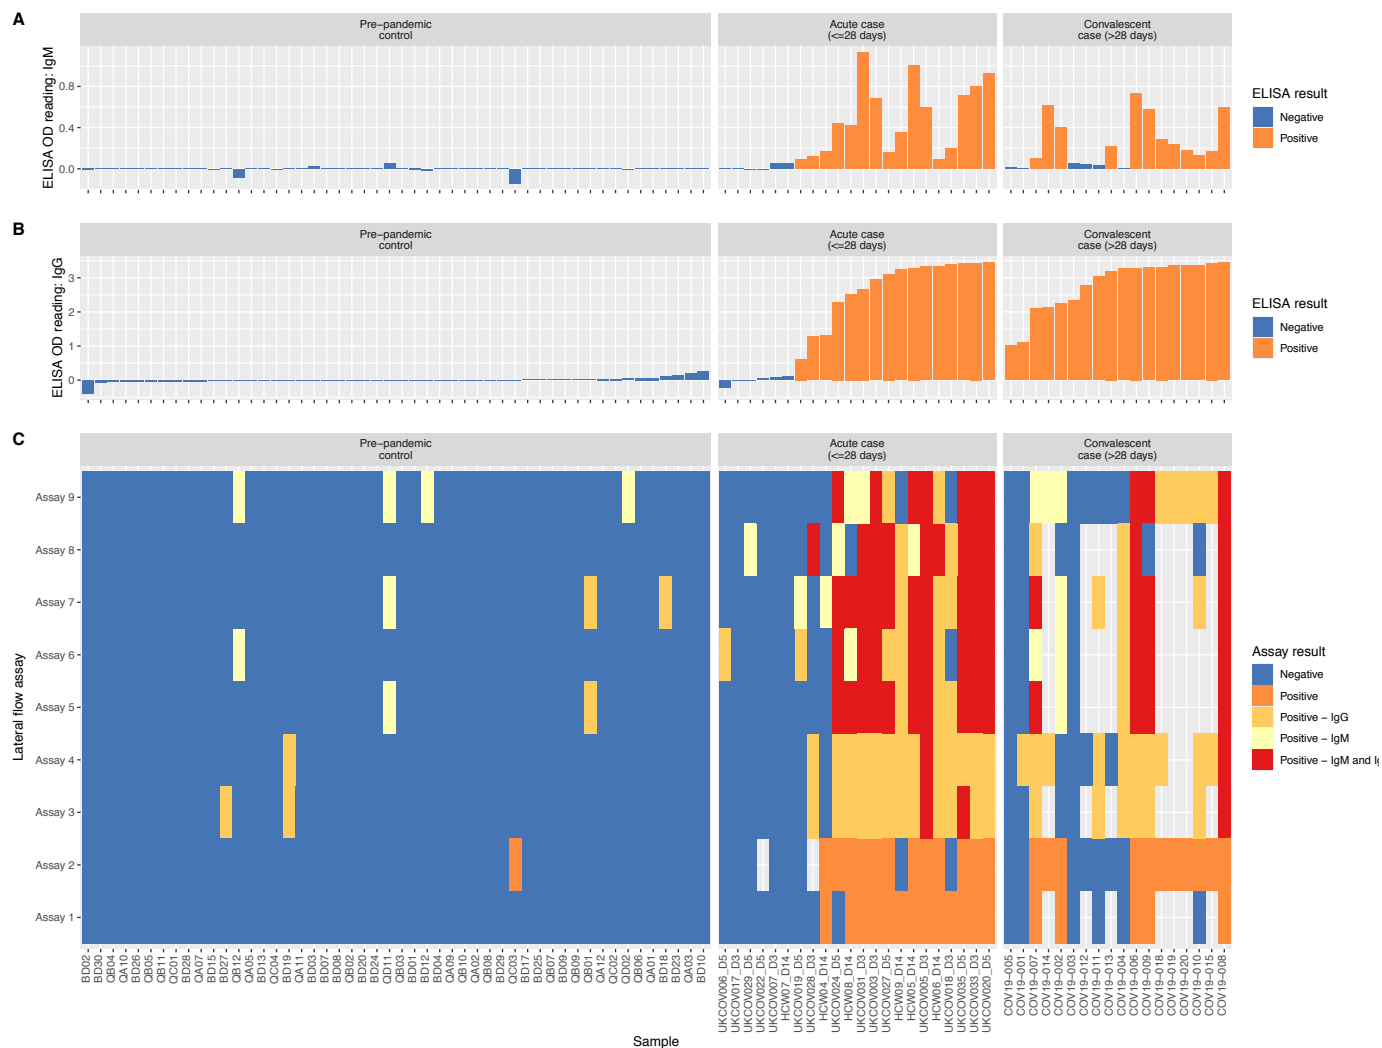 A
Pre−pandemic
control
Acute case
(<=28 days)
Convalescent
case (>28 days)
ELISA OD reading: IgM
0.8
0.4
0.0
ELISA result
Negative
Positive
B
Pre−pandemic
control
Acute case
(<=28 days)
Convalescent
case (>28 days)
ELISA OD reading: IgG
3
2
1
0
ELISA result
Negative
Positive
C
Pre−pandemic
control
Acute case
(<=28 days)
Convalescent
case (>28 days)
Lateral flow assay
Assay 9
Assay 8
Assay 7
Assay 6
Assay 5
Assay 4
Assay 3
Assay 2
Assay 1
Assay result
Negative
Positive
Positive − IgG
Positive − IgM
Positive − IgM and Ig
BD02
BD30
QB04
QA10
BD26
QB05
QB11
QC01
BD28
QA07
BD15
BD27
QB12
QA05
BD13
QC04
BD19
QA11
BD03
BD07
BD08
QB02
BD20
BD24
QD11
QB03
BD01
BD12
BD04
QA09
QB10
QA02
QB08
BD29
QC03
BD17
BD25
QB07
BD09
QB09
QB01
QA12
QC02
QD02
QB06
QA01
BD18
BD23
QA03
BD10
UKCOV006_D5
UKCOV017_D3
UKCOV029_D5
UKCOV022_D5
UKCOV007_D3
HCW07_D14
UKCOV019_D5
UKCOV028_D3
HCW04_D14
UKCOV024_D5
HCW08_D14
UKCOV031_D3
UKCOV003_D3
UKCOV027_D5
HCW09_D14
HCW05_D14
UKCOV005_D3
HCW06_D14
UKCOV018_D3
UKCOV035_D5
UKCOV033_D3
UKCOV020_D5
COV19−005
COV19−001
COV19−007
COV19−014
COV19−002
COV19−003
COV19−012
COV19−011
COV19−013
COV19−004
COV19−006
COV19−009
COV19−018
COV19−019
COV19−020
COV19−010
COV19−015
COV19−008
Sample